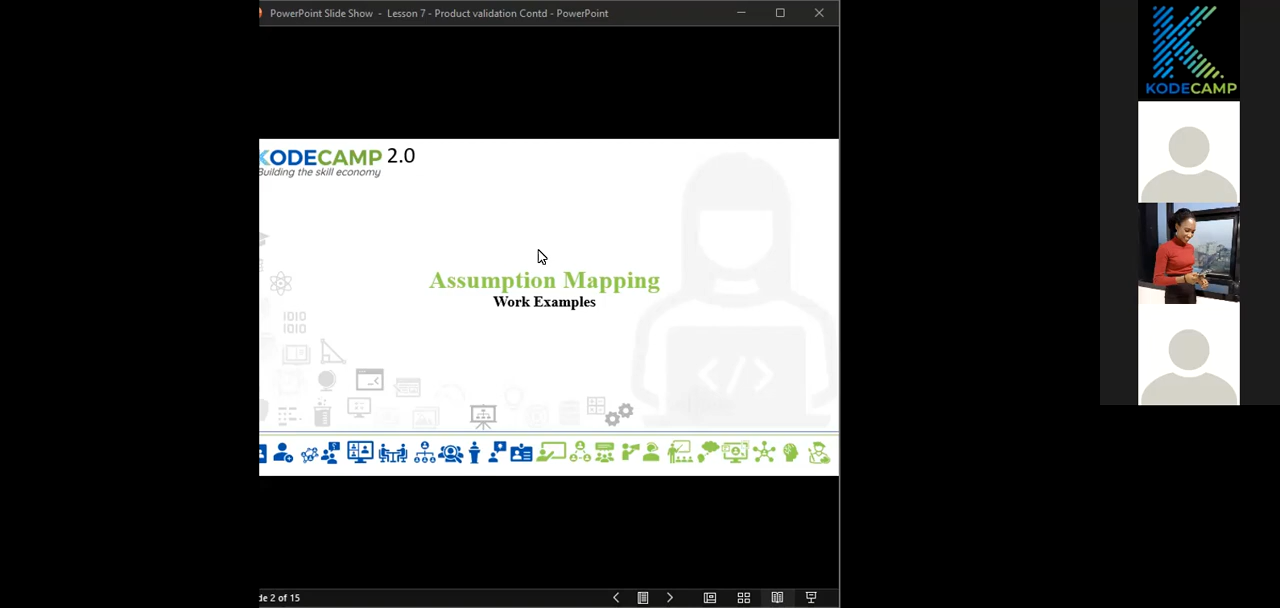 PowerPoint Slide Show - Lesson 7 - Product validation Contd - PowerPoint
KODECAMP 2.0
Building the skill economy
Assumption Mapping
Work Examples
1010
1010
de 2 of 15
KODECAMP